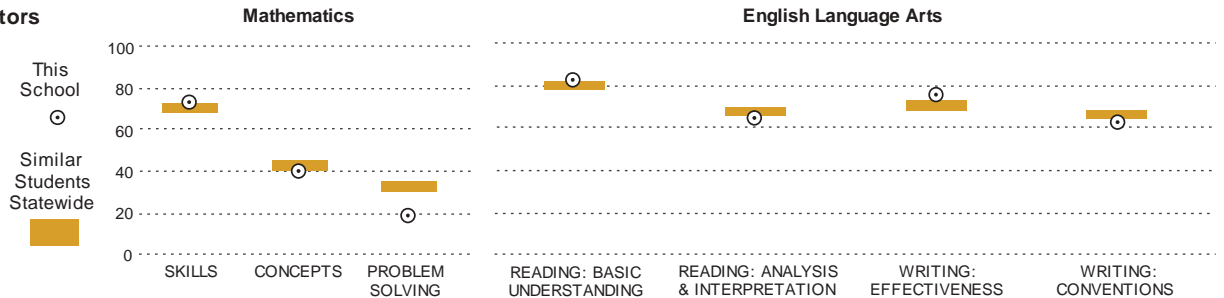 tors
Mathematics
English Language Arts
This
School
Similar
Students
Statewide
100
80
60
40
20
0
SKILLS
CONCEPTS
PROBLEM
SOLVING
READING: BASIC
UNDERSTANDING
READING: ANALYSIS
& INTERPRETATION
WRITING:
EFFECTIVENESS
WRITING:
CONVENTIONS